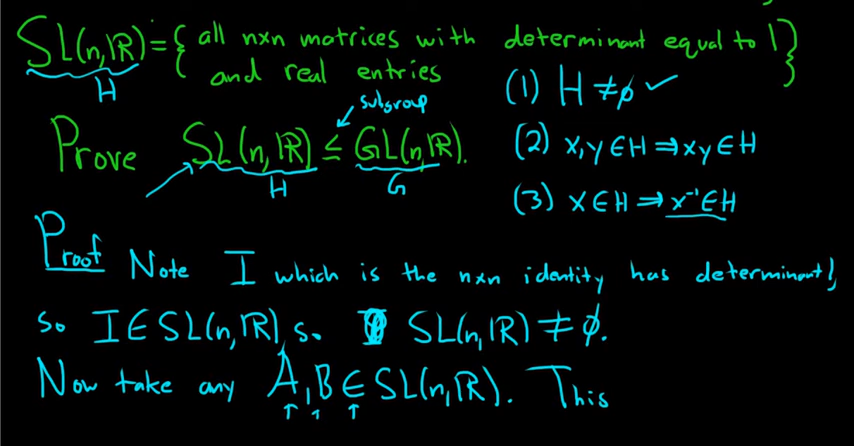 SL(n,ℝ) = { all nxn matrices with determinant equal to 1
and real entries }
H
(1) H ≠ ∅ ✓
subgroup
Prove SL(n,ℝ) ≤ GL(n,ℝ).
H G
(2) x,y ∈ H ⇒ xy ∈ H
(3) x ∈ H ⇒ x⁻¹ ∈ H
Proof Note I which is the nxn identity has determinant 1,
so I ∈ SL(n,ℝ), so SL(n,ℝ) ≠ ∅.
Now take any A, B ∈ SL(n,ℝ). This